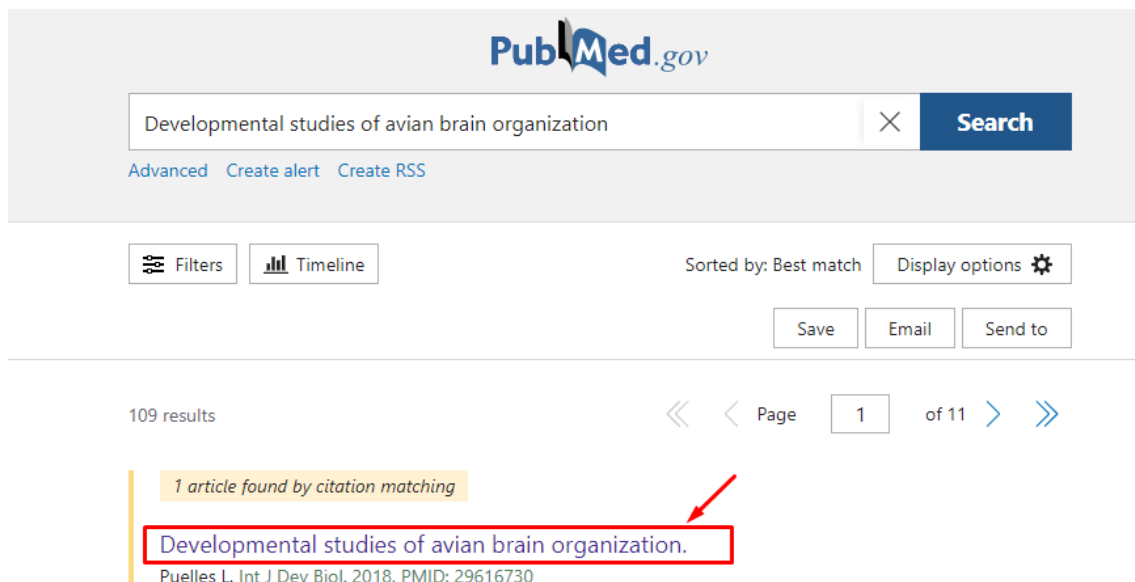 PubMed.gov
Developmental studies of avian brain organization
Search
Advanced Create alert Create RSS
Filters Timeline Sorted by: Best match Display options
Save Email Send to
109 results Page 1 of 11
1 article found by citation matching
Developmental studies of avian brain organization.
Puelles L. Int J Dev Biol. 2018. PMID: 29616730